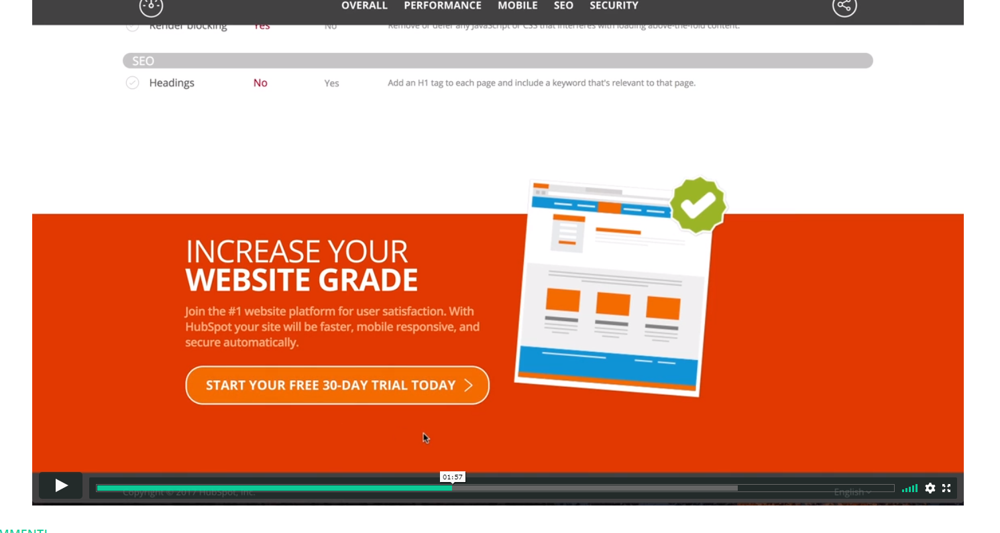 OVERALL PERFORMANCE MOBILE SEO SECURITY
Render blocking Yes No Remove or defer any JavaScript or CSS that interferes with loading above-the-fold content.
SEO
Headings No Yes Add an H1 tag to each page and include a keyword that's relevant to that page.
INCREASE YOUR
WEBSITE GRADE
Join the #1 website platform for user satisfaction. With
HubSpot your site will be faster, mobile responsive, and
secure automatically.
START YOUR FREE 30-DAY TRIAL TODAY
01:57
Copyright © 2017 HubSpot, Inc. English